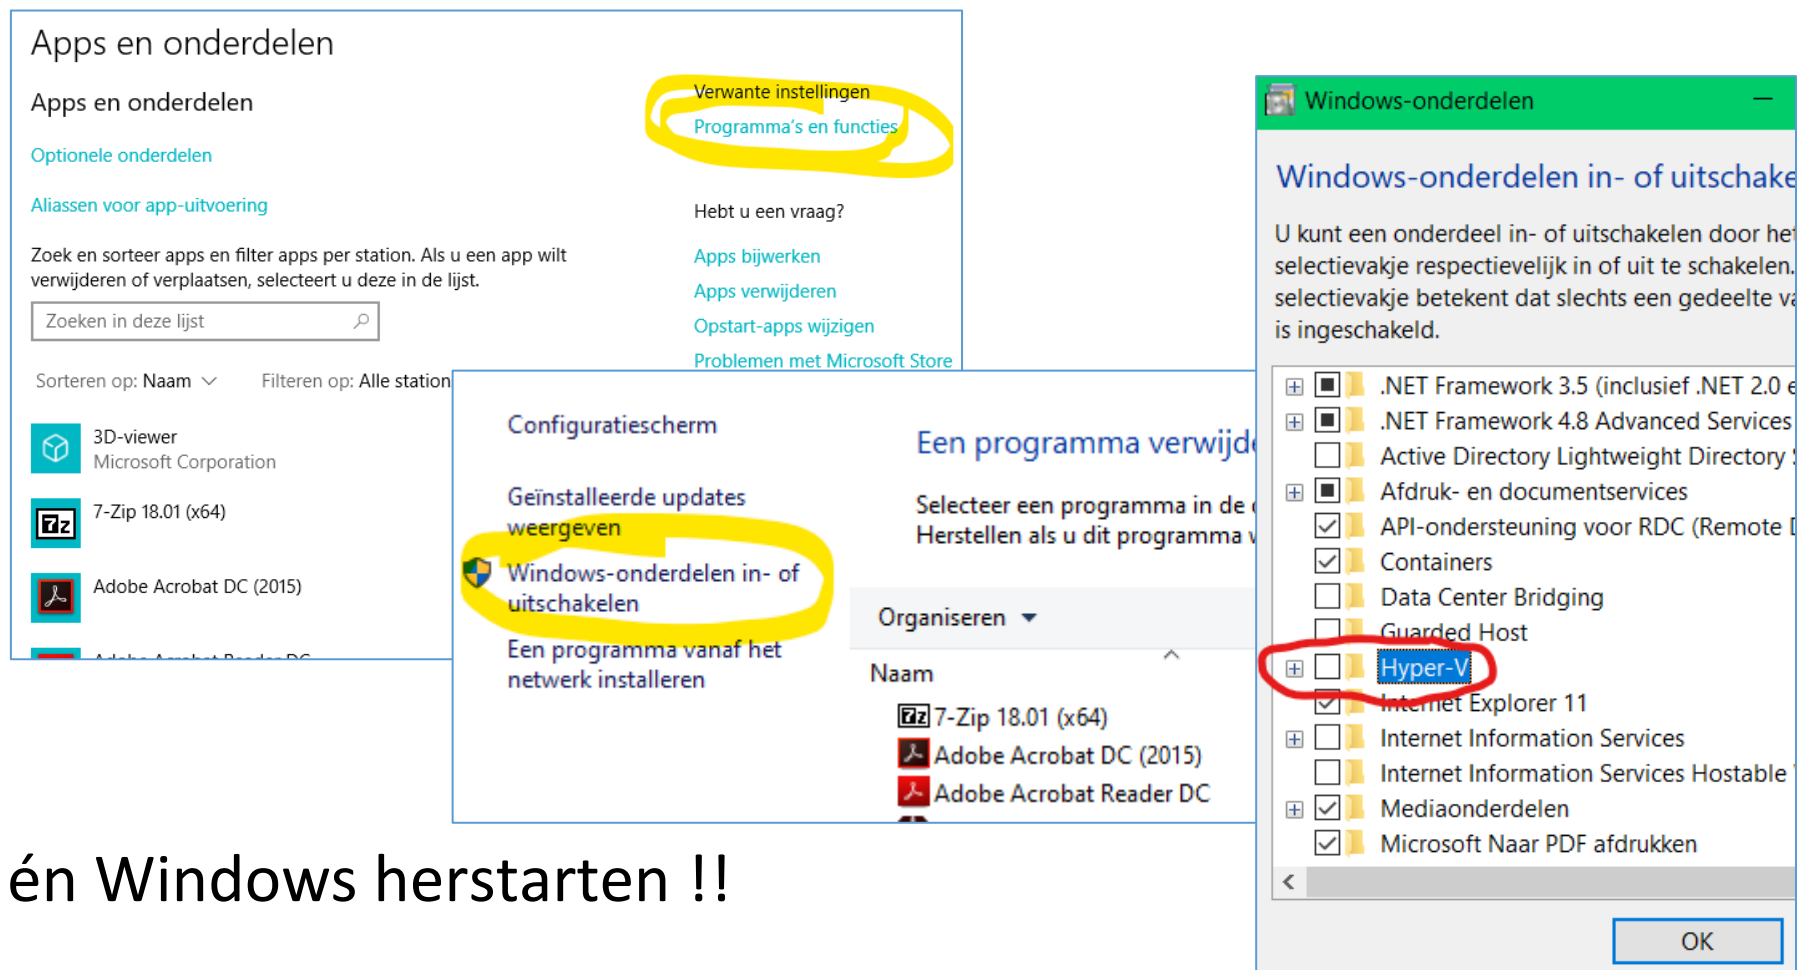 Apps en onderdelen
Apps en onderdelen
Optionele onderdelen
Aliassen voor app-uitvoering
Zoek en sorteer apps en filter apps per station. Als u een app wilt
verwijderen of verplaatsen, selecteert u deze in de lijst.
Zoeken in deze lijst
Sorteren op: Naam
Filteren op: Alle station
3D-viewer
Microsoft Corporation
7-Zip 18.01 (x64)
Adobe Acrobat DC (2015)
Adobe Acrobat Reader DC
Verwante instellingen
Programma's en functies
Hebt u een vraag?
Apps bijwerken
Apps verwijderen
Opstart-apps wijzigen
Problemen met Microsoft Store
Configuratiescherm
Geïnstalleerde updates
weergeven
Windows-onderdelen in- of
uitschakelen
Een programma vanaf het
netwerk installeren
Een programma verwijde
Selecteer een programma in de
Herstellen als u dit programma
Organiseren
Naam
7-Zip 18.01 (x64)
Adobe Acrobat DC (2015)
Adobe Acrobat Reader DC
Windows-onderdelen
Windows-onderdelen in- of uitschake
U kunt een onderdeel in- of uitschakelen door het
selectievakje respectievelijk in of uit te schakelen.
selectievakje betekent dat slechts een gedeelte va
is ingeschakeld.
.NET Framework 3.5 (inclusief .NET 2.0 e
.NET Framework 4.8 Advanced Services
Active Directory Lightweight Directory
Afdruk- en documentservices
API-ondersteuning voor RDC (Remote D
Containers
Data Center Bridging
Guarded Host
Hyper-V
Internet Explorer 11
Internet Information Services
Internet Information Services Hostable
Mediaonderdelen
Microsoft Naar PDF afdrukken
OK
én Windows herstarten !!